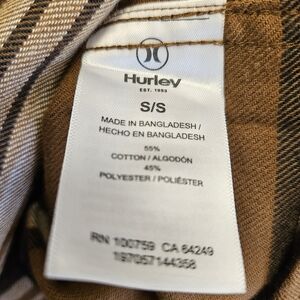 Hurley
EST. 1999
S/S
MADE IN BANGLADESH /
HECHO EN BANGLADESH
55%
COTTON / ALGODÓN
45%
POLYESTER / POLIÉSTER
RN 100759 CA 64249
197057144358